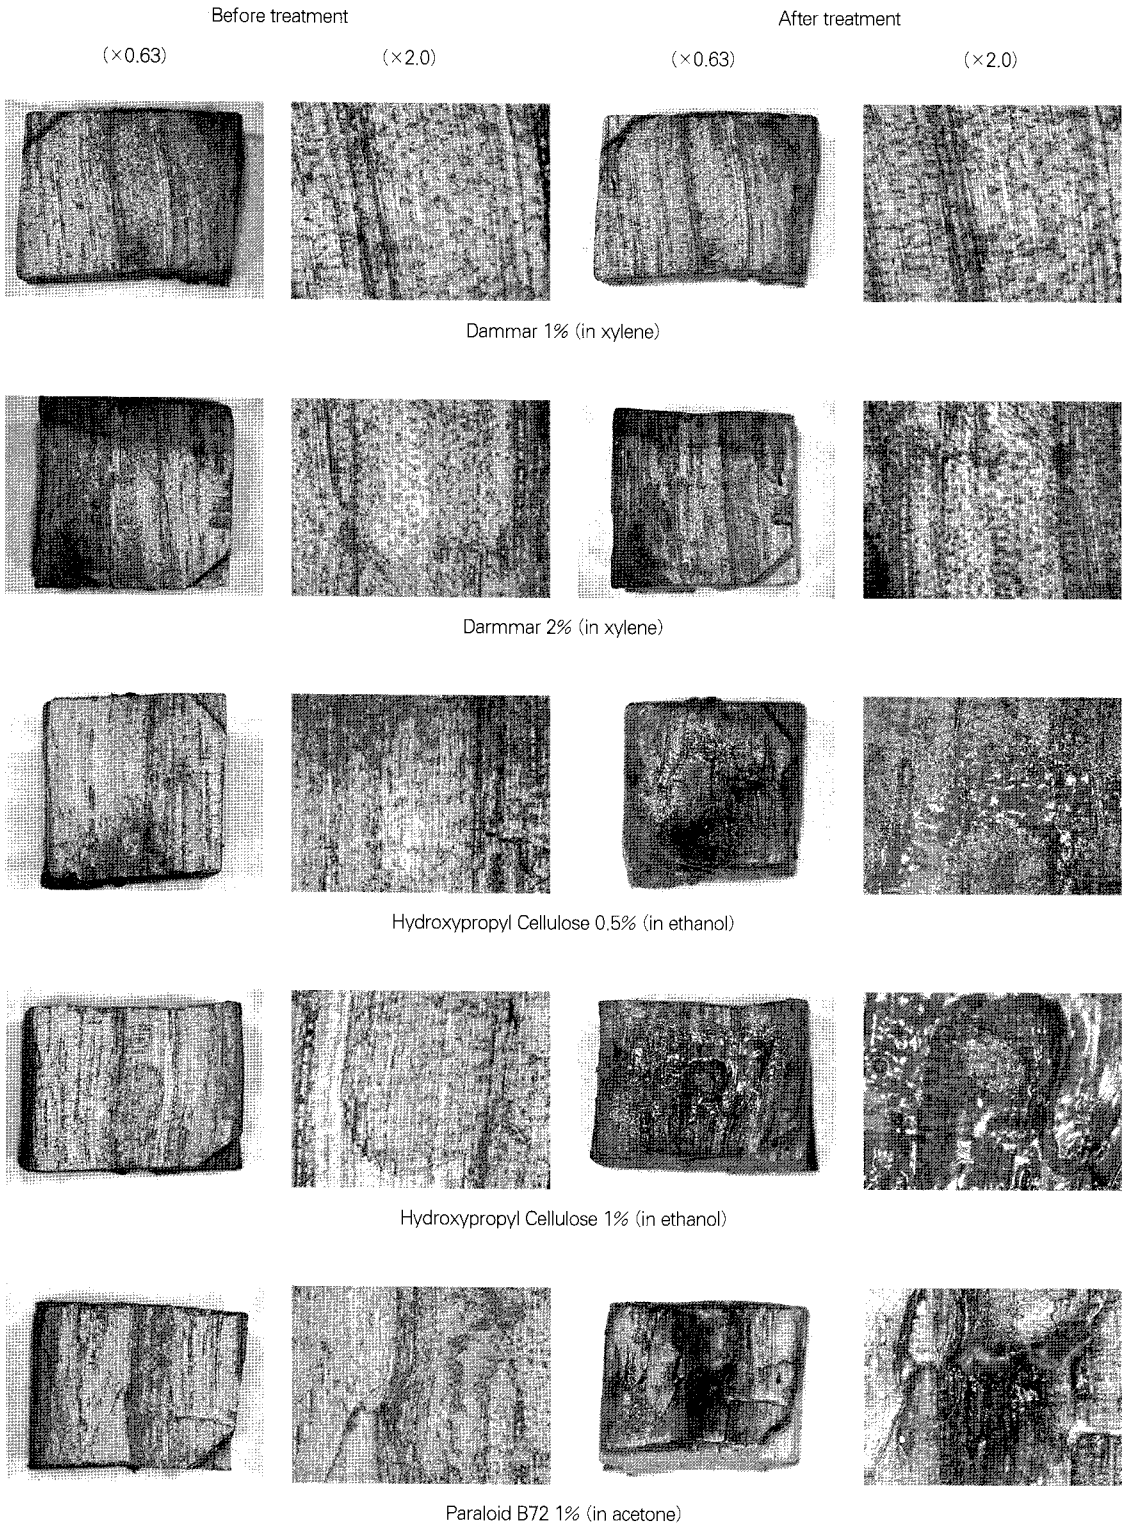 Before treatment
After treatment
(×0.63)
(×2.0)
(×0.63)
(×2.0)
Dammar 1% (in xylene)
Darmmar 2% (in xylene)
Hydroxypropyl Cellulose 0.5% (in ethanol)
Hydroxypropyl Cellulose 1% (in ethanol)
Paraloid B72 1% (in acetone)